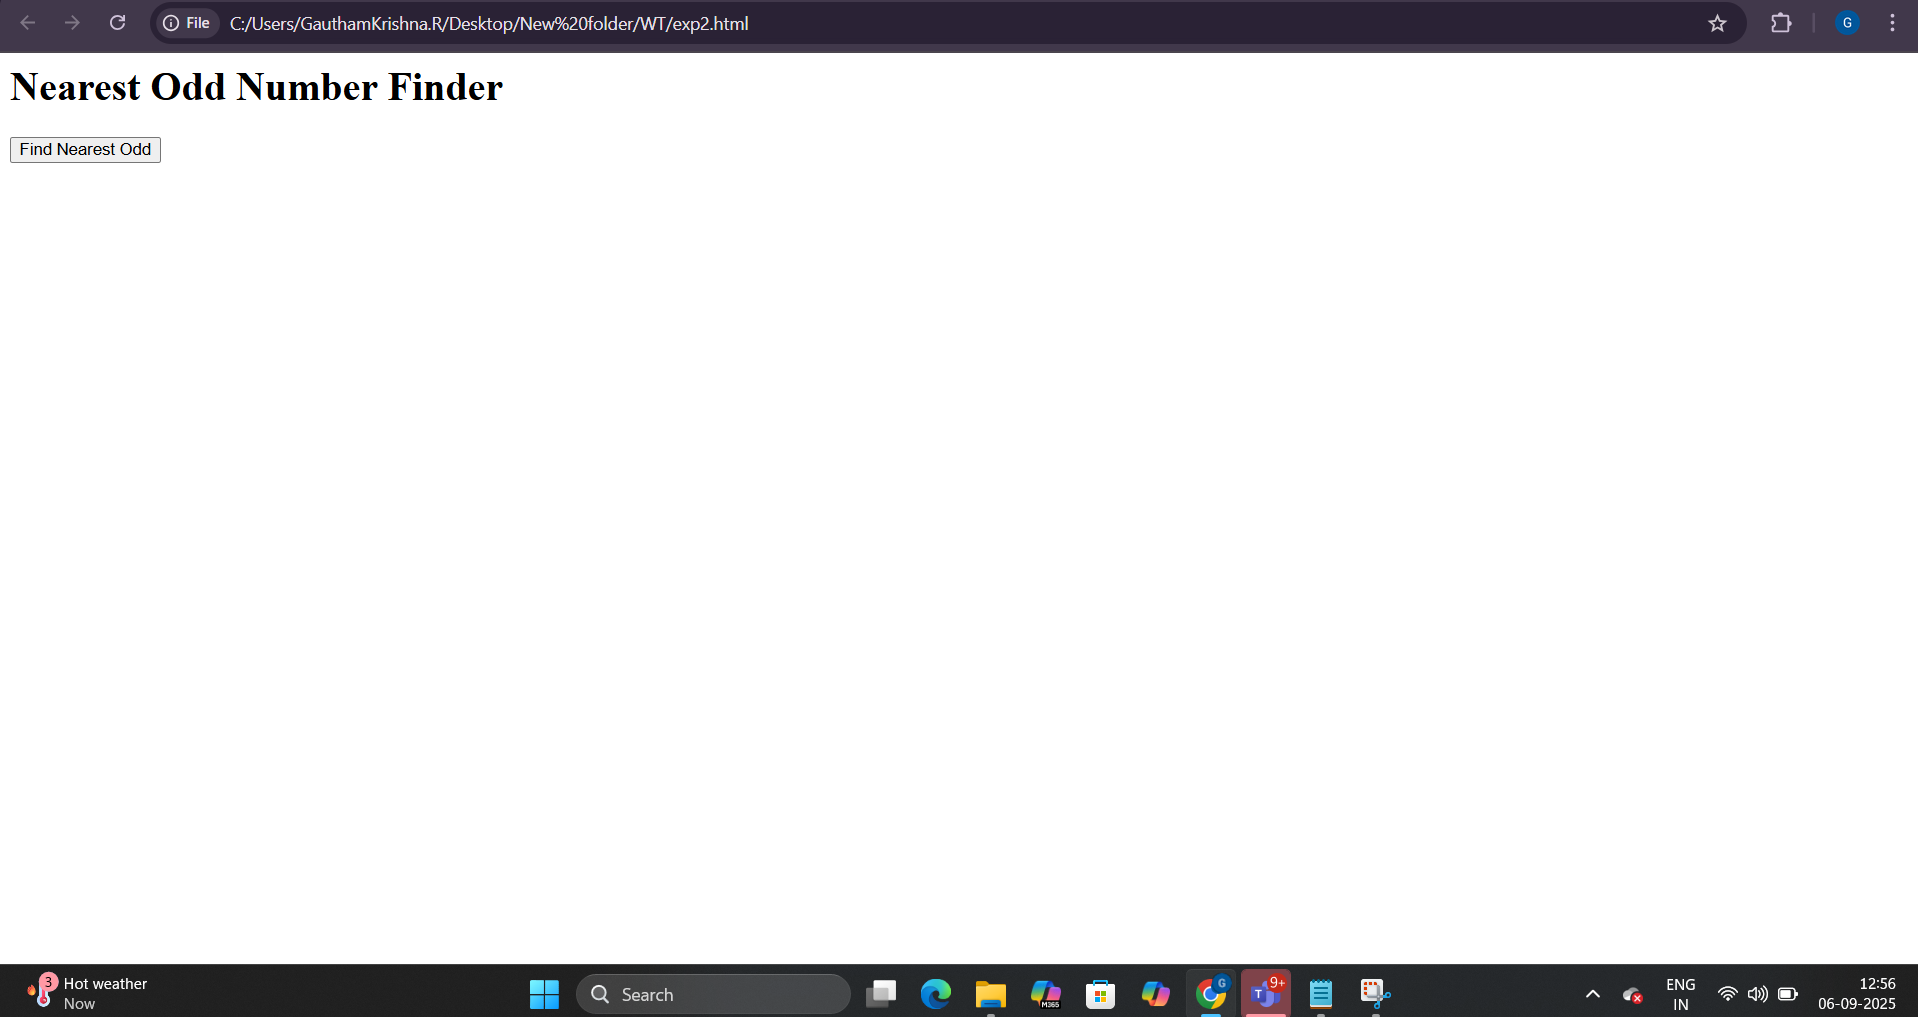 File
C:/Users/GauthamKrishna.R/Desktop/New%20folder/WT/exp2.html
G
Nearest Odd Number Finder
Find Nearest Odd
3
Hot weather
Now
Search
M365
G
T
9+
ENG
IN
12:56
06-09-2025